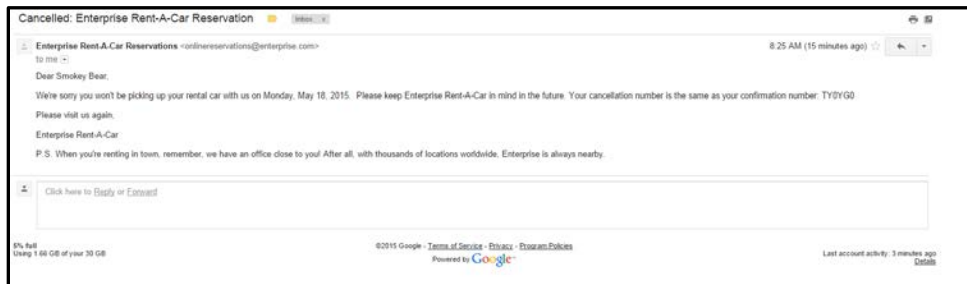 Cancelled: Enterprise Rent-A-Car Reservation
Inbox x
Enterprise Rent-A-Car Reservations <onlinereservations@enterprise.com>
8:25 AM (15 minutes ago)
to me
Dear Smokey Bear,
We're sorry you won't be picking up your rental car with us on Monday, May 18, 2015. Please keep Enterprise Rent-A-Car in mind in the future. Your cancellation number is the same as your confirmation number: TY0YG0
Please visit us again,
Enterprise Rent-A-Car
P.S. When you're renting in town, remember, we have an office close to you! After all, with thousands of locations worldwide, Enterprise is always nearby.
Click here to Reply or Forward
5% full
Using 1.66 GB of your 30 GB
©2015 Google - Terms of Service - Privacy - Program Policies
Powered by Google™
Last account activity: 3 minutes ago
Details